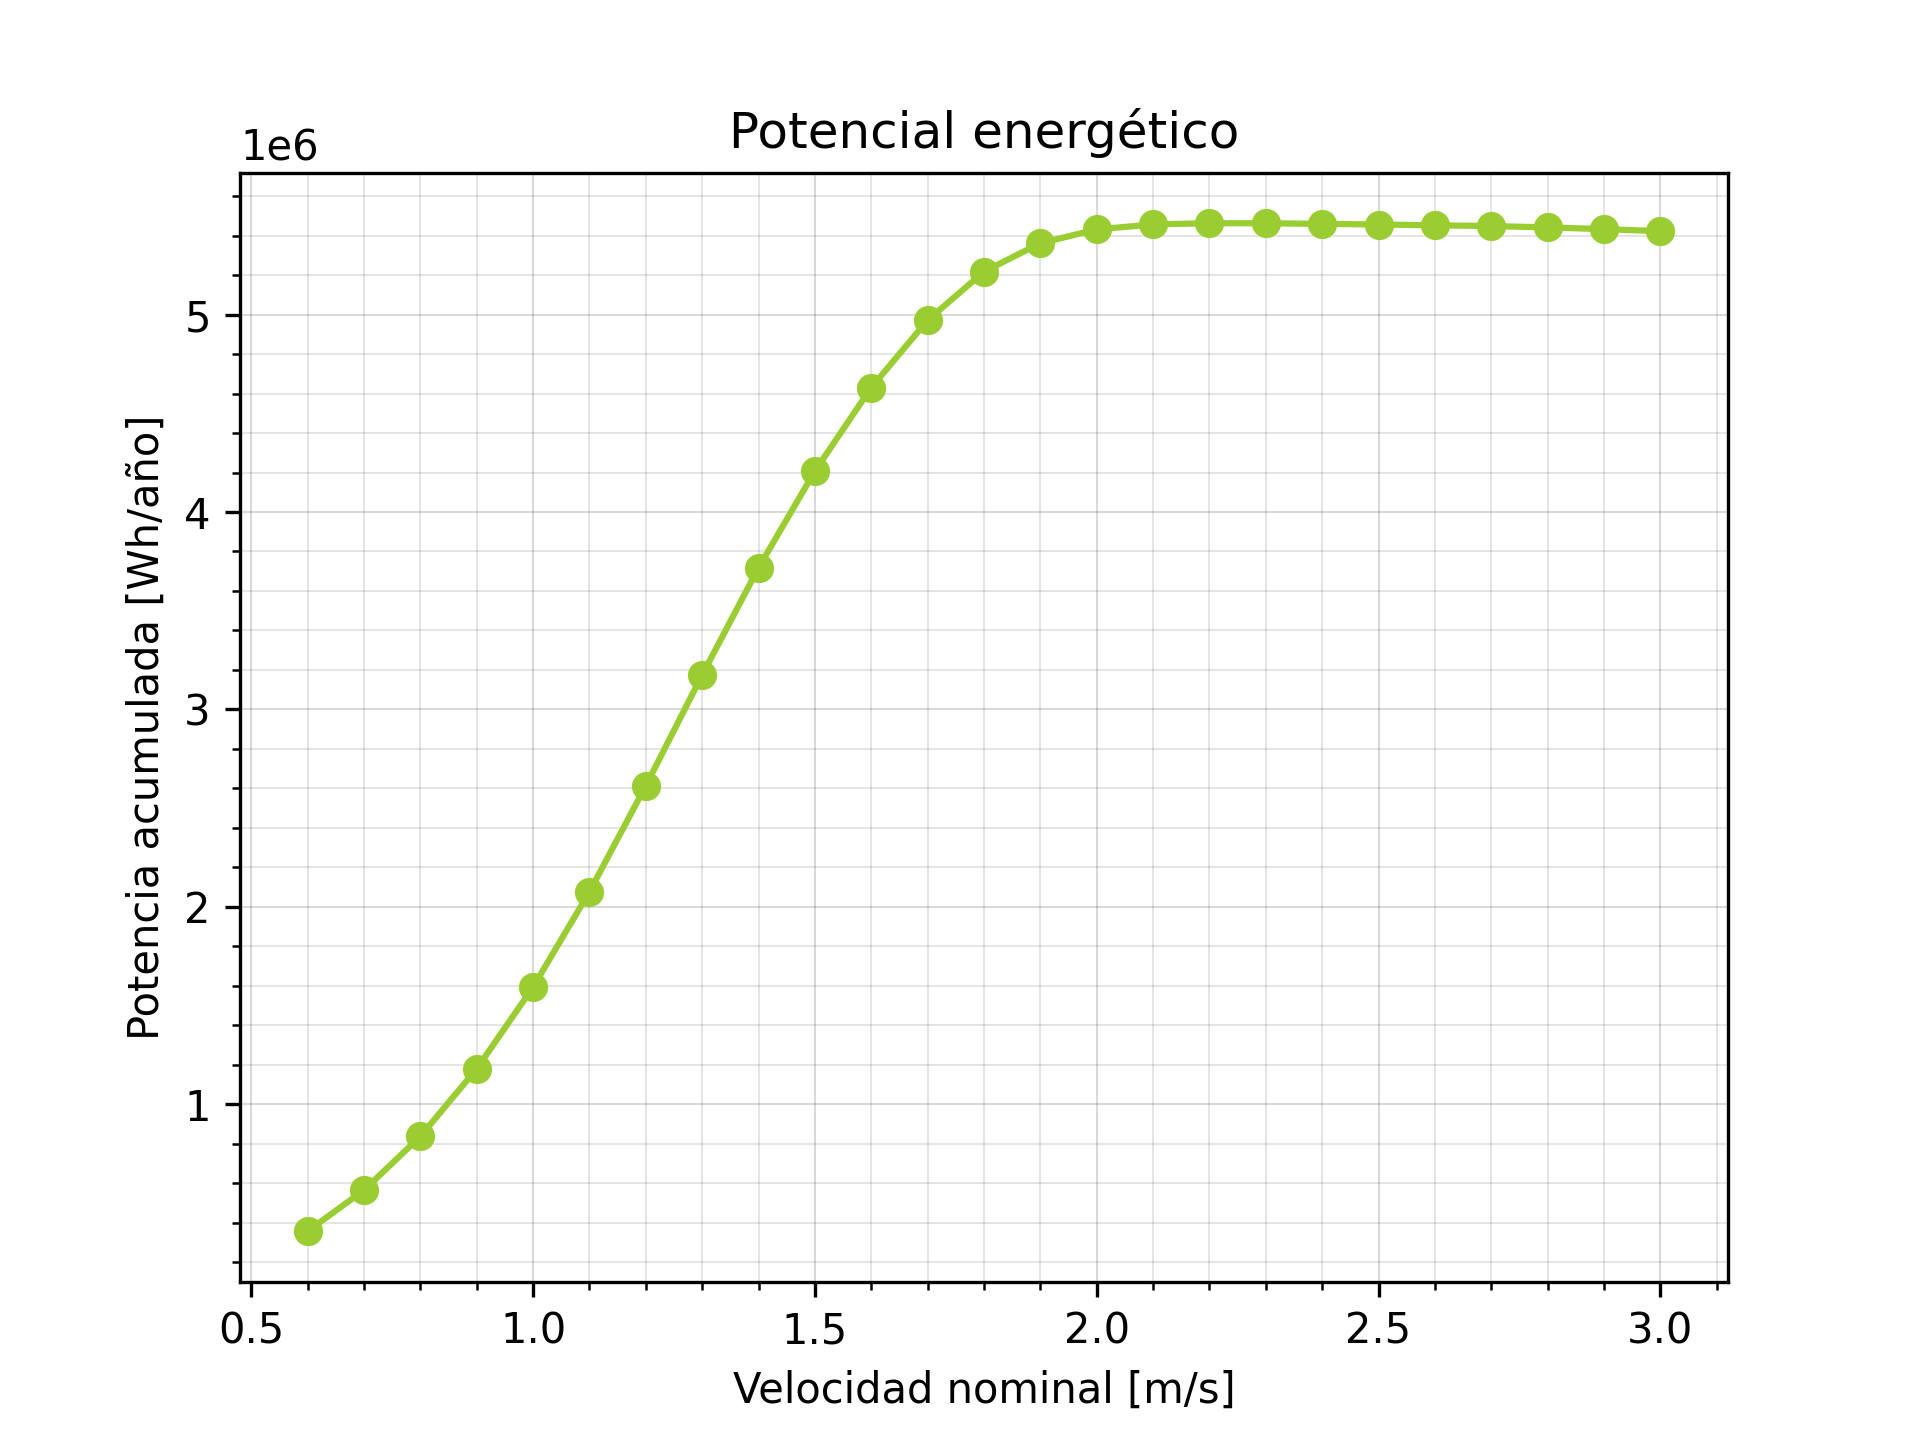 Potencial energético
1e6
Potencia acumulada [Wh/año]
5
4
3
2
1
0.5 1.0 1.5 2.0 2.5 3.0
Velocidad nominal [m/s]